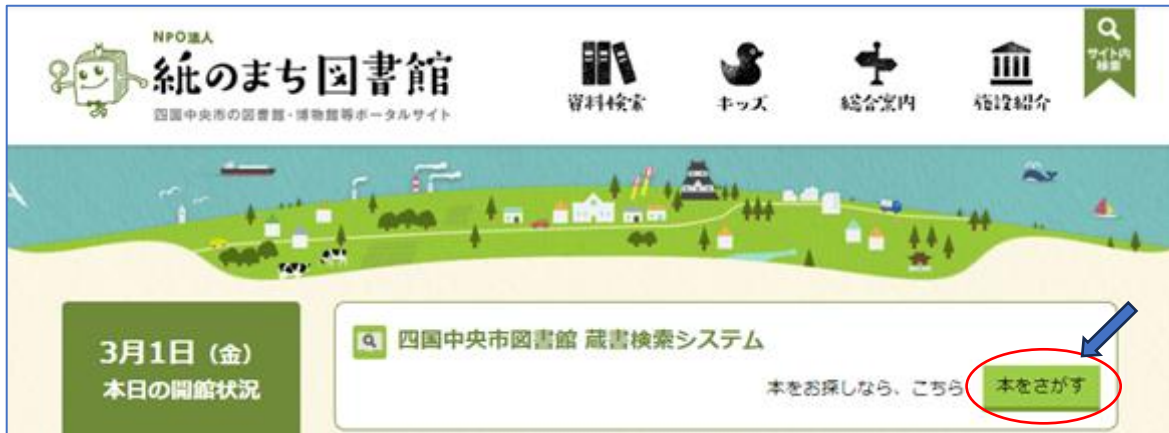 NPO法人
紙のまち図書館
四国中央市の図書館・博物館等ポータルサイト
資料検索
キッズ
総合案内
施設紹介
サイト内
検索
3月1日（金）
本日の開館状況
四国中央市図書館 蔵書検索システム
本をお探しなら、こちら
本をさがす